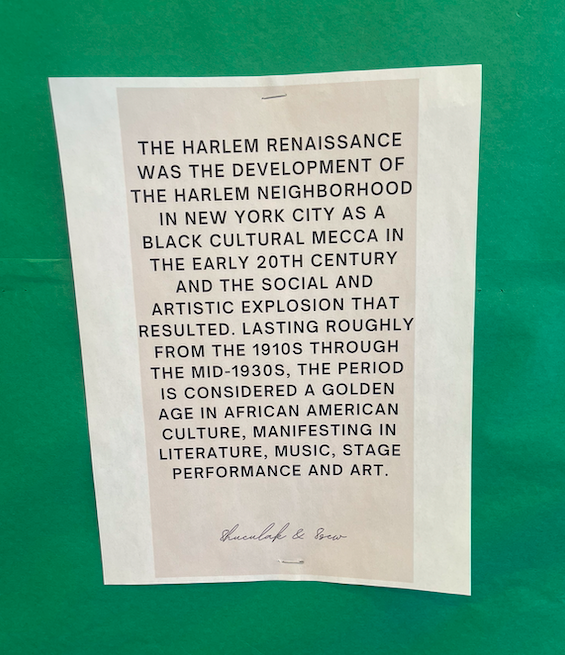 THE HARLEM RENAISSANCE
WAS THE DEVELOPMENT OF
THE HARLEM NEIGHBORHOOD
IN NEW YORK CITY AS A
BLACK CULTURAL MECCA IN
THE EARLY 20TH CENTURY
AND THE SOCIAL AND
ARTISTIC EXPLOSION THAT
RESULTED. LASTING ROUGHLY
FROM THE 1910S THROUGH
THE MID-1930S, THE PERIOD
IS CONSIDERED A GOLDEN
AGE IN AFRICAN AMERICAN
CULTURE, MANIFESTING IN
LITERATURE, MUSIC, STAGE
PERFORMANCE AND ART.
&